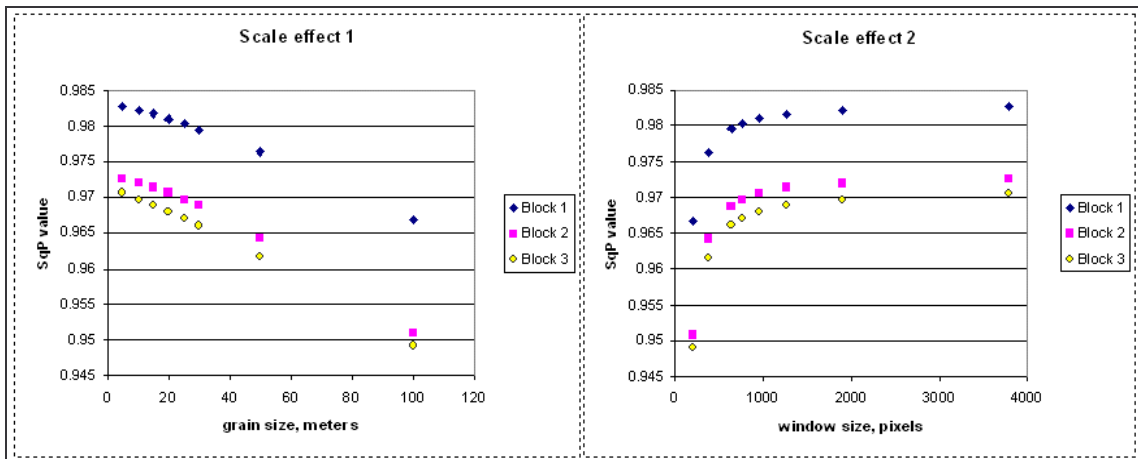 Scale effect 1
SqP value
0.985
0.98
0.975
0.97
0.965
0.96
0.955
0.95
0.945
0 20 40 60 80 100 120
grain size, meters
Block 1
Block 2
Block 3
Scale effect 2
SqP value
0.985
0.98
0.975
0.97
0.965
0.96
0.955
0.95
0.945
0 1000 2000 3000 4000
window size, pixels
Block 1
Block 2
Block 3